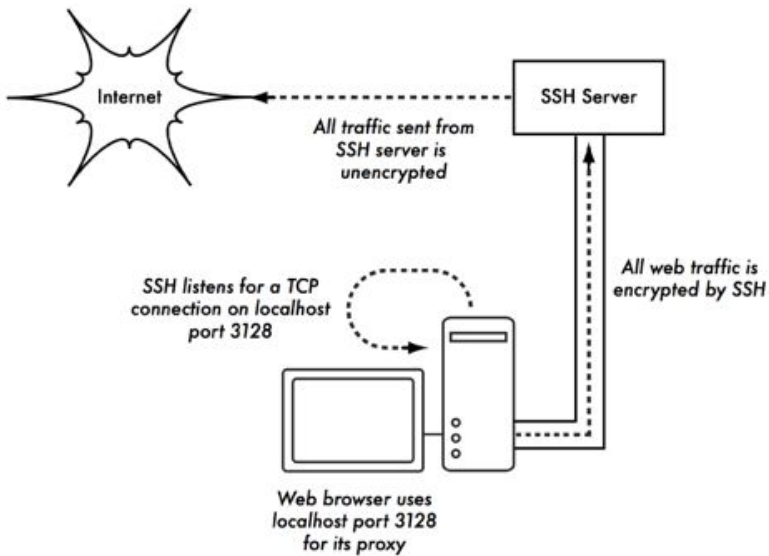 Internet
SSH Server
All traffic sent from
SSH server is
unencrypted
All web traffic is
encrypted by SSH
SSH listens for a TCP
connection on localhost
port 3128
Web browser uses
localhost port 3128
for its proxy